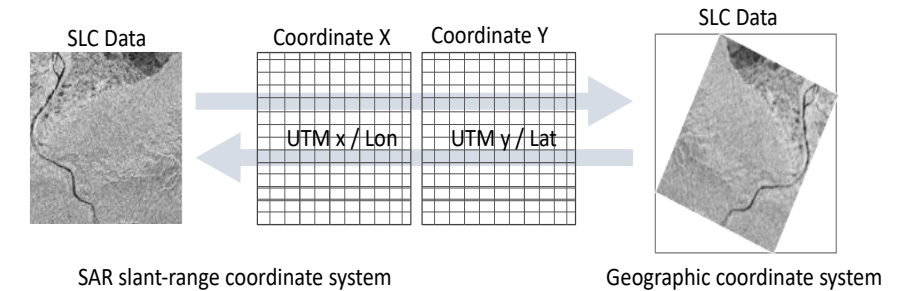 SLC Data
Coordinate X
Coordinate Y
SLC Data
UTM x / Lon
UTM y / Lat
SAR slant-range coordinate system
Geographic coordinate system